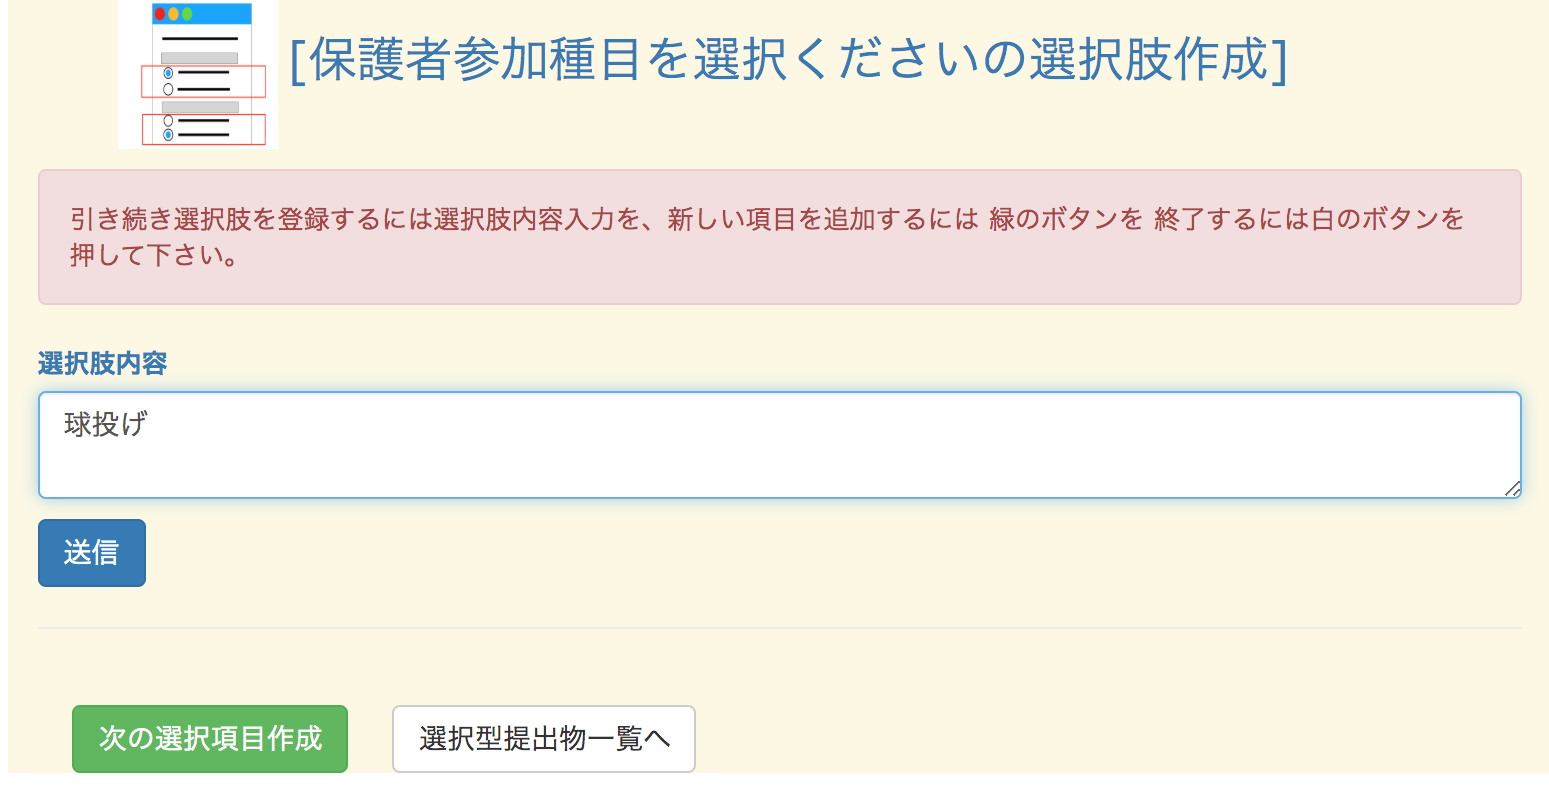 [保護者参加種目を選択くださいの選択肢作成]
引き続き選択肢を登録するには選択肢内容入力を、新しい項目を追加するには 緑のボタンを 終了するには白のボタンを
押して下さい。
選択肢内容
球投げ
送信
次の選択項目作成
選択型提出物一覧へ